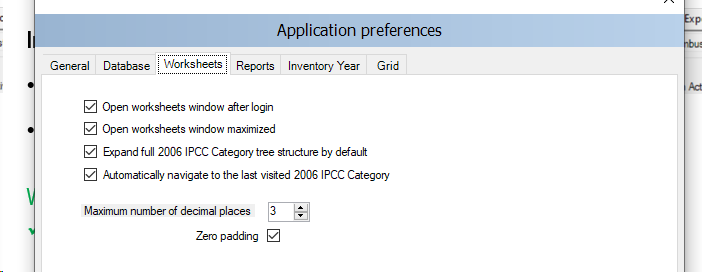 Application preferences
General Database Worksheets Reports Inventory Year Grid
Open worksheets window after login
Open worksheets window maximized
Expand full 2006 IPCC Category tree structure by default
Automatically navigate to the last visited 2006 IPCC Category
Maximum number of decimal places 3
Zero padding